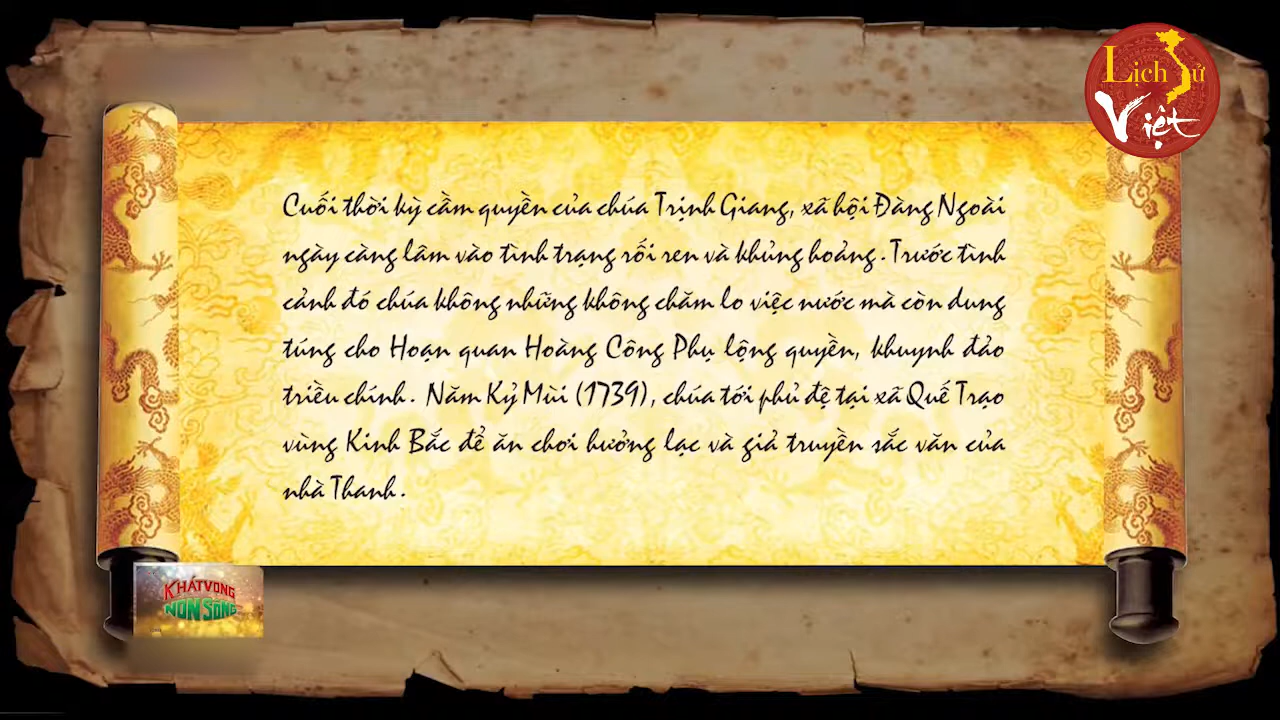 Lịch Sử
Việt
Cuối thời kỳ cầm quyền của chúa Trịnh Giang, xã hội Đàng Ngoài
ngày càng lâm vào tình trạng rối ren và khủng hoảng. Trước tình
cảnh đó chúa không những không chăm lo việc nước mà còn dung
túng cho Hoạn quan Hoàng Công Phụ lộng quyền, khuynh đảo
triều chính. Năm Kỷ Mùi (1739), chúa tới phủ đệ tại xã Quế Trạo
vùng Kinh Bắc để ăn chơi hưởng lạc và giả truyền sắc văn của
nhà Thanh.
KHÁT VỌNG
NON SÔNG